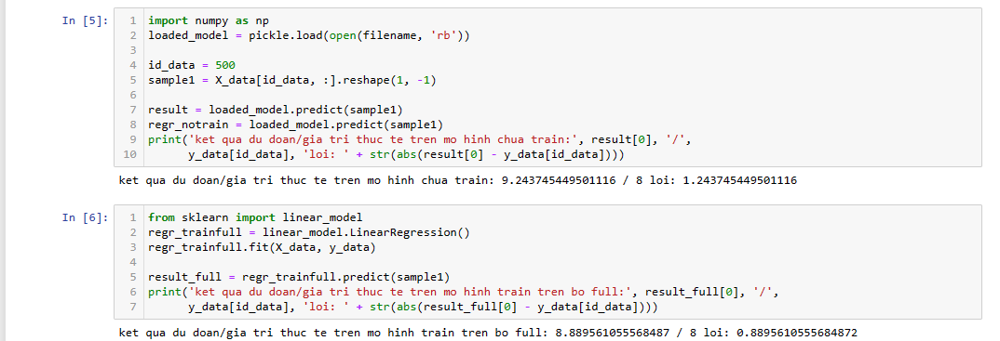 In [5]:
1 import numpy as np
2 loaded_model = pickle.load(open(filename, 'rb'))
3
4 id_data = 500
5 sample1 = X_data[id_data, :].reshape(1, -1)
6
7 result = loaded_model.predict(sample1)
8 regr_notrain = loaded_model.predict(sample1)
9 print('ket qua du doan/gia tri thuc te tren mo hinh chua train:', result[0], '/',
10 y_data[id_data], 'loi: ' + str(abs(result[0] - y_data[id_data])))
ket qua du doan/gia tri thuc te tren mo hinh chua train: 9.243745449501116 / 8 loi: 1.243745449501116
In [6]:
1 from sklearn import linear_model
2 regr_trainfull = linear_model.LinearRegression()
3 regr_trainfull.fit(X_data, y_data)
4
5 result_full = regr_trainfull.predict(sample1)
6 print('ket qua du doan/gia tri thuc te tren mo hinh train tren bo full:', result_full[0], '/',
7 y_data[id_data], 'loi: ' + str(abs(result_full[0] - y_data[id_data])))
ket qua du doan/gia tri thuc te tren mo hinh train tren bo full: 8.889561055568487 / 8 loi: 0.8895610555684872